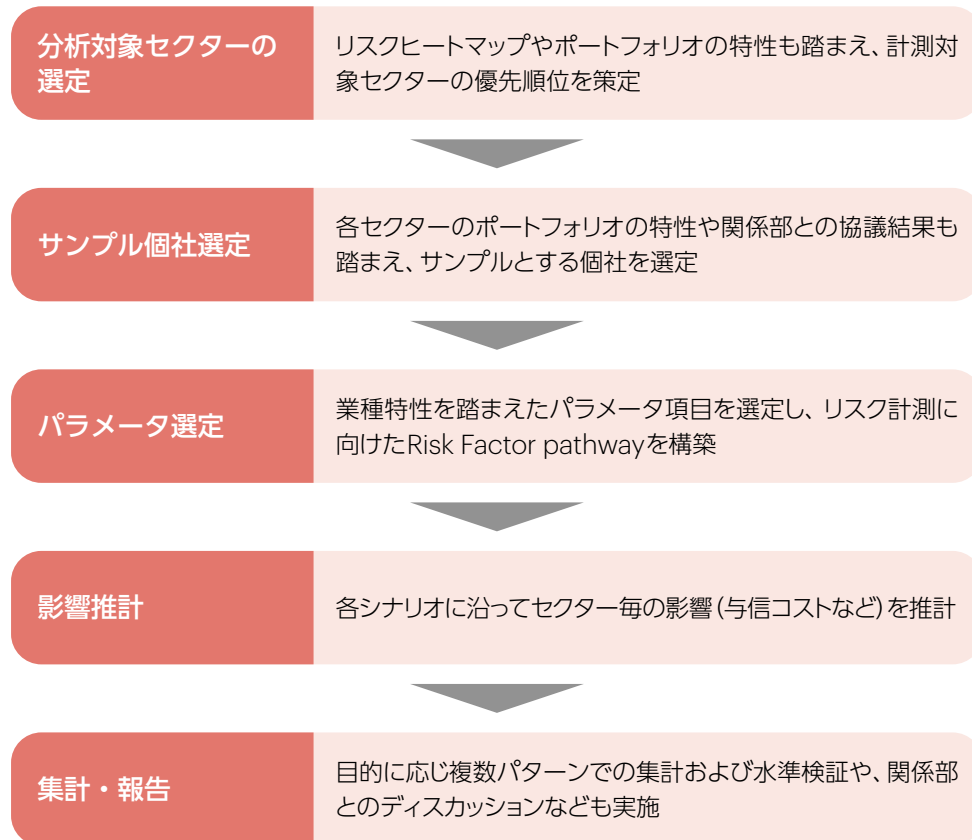 分析対象セクターの
選定
リスクヒートマップやポートフォリオの特性も踏まえ、計測対
象セクターの優先順位を策定
サンプル個社選定
各セクターのポートフォリオの特性や関係部との協議結果も
踏まえ、サンプルとする個社を選定
パラメータ選定
業種特性を踏まえたパラメータ項目を選定し、リスク計測に
向けたRisk Factor pathwayを構築
影響推計
各シナリオに沿ってセクター毎の影響(与信コストなど)を推計
集計・報告
目的に応じ複数パターンでの集計および水準検証や、関係部
とのディスカッションなども実施